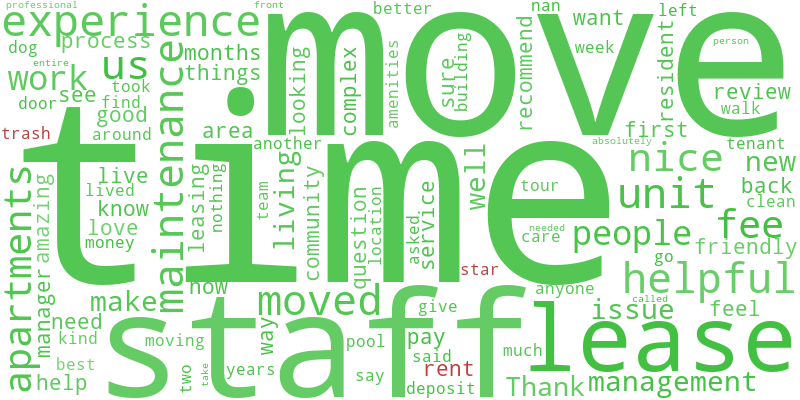 professional
front
better
nan
left
experience
move
want
dog
process
months
us
things
entire
work
see
took
door
find
good
trash
around
maintenance
area
looking
complex
amenities
sure
building
recommend
week
resident
person
review
walk
first
absolutely
another
tenant
time
nice
new
apartments
amazing
live
lived
know
love
money
leasing
nothing
team
living
community
question
location
asked
service
well
tour
unit
back
clean
needed
care
people
fee
friendly
star
go
manager
make
now
moved
staff
anyone
helpful
called
lease
issue
feel
need
kind
moving
way
pool
give
pay
said
much
best
help
two
take
years
say
rent
deposit
Thank
management